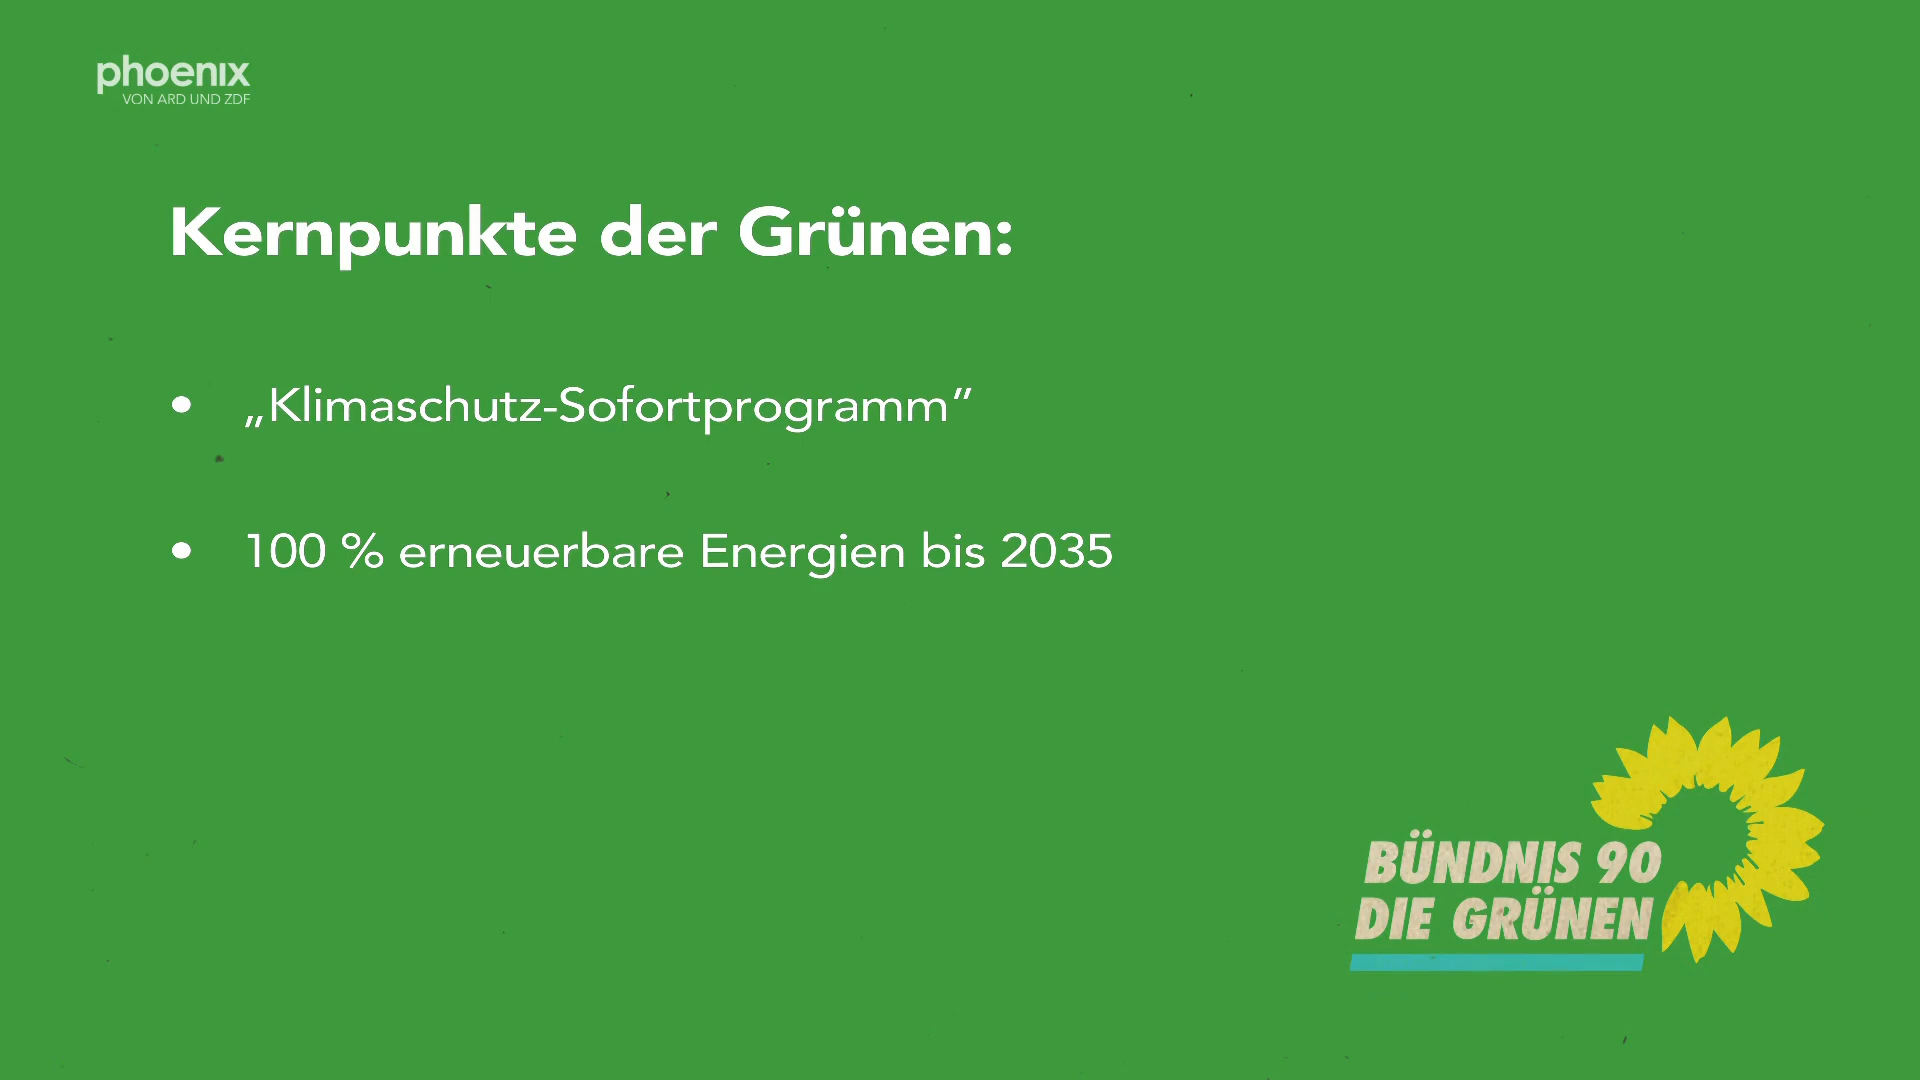 phoenix
VON ARD UND ZDF
Kernpunkte der Grünen:
• „Klimaschutz-Sofortprogramm”
• 100 % erneuerbare Energien bis 2035
BÜNDNIS 90
DIE GRÜNEN